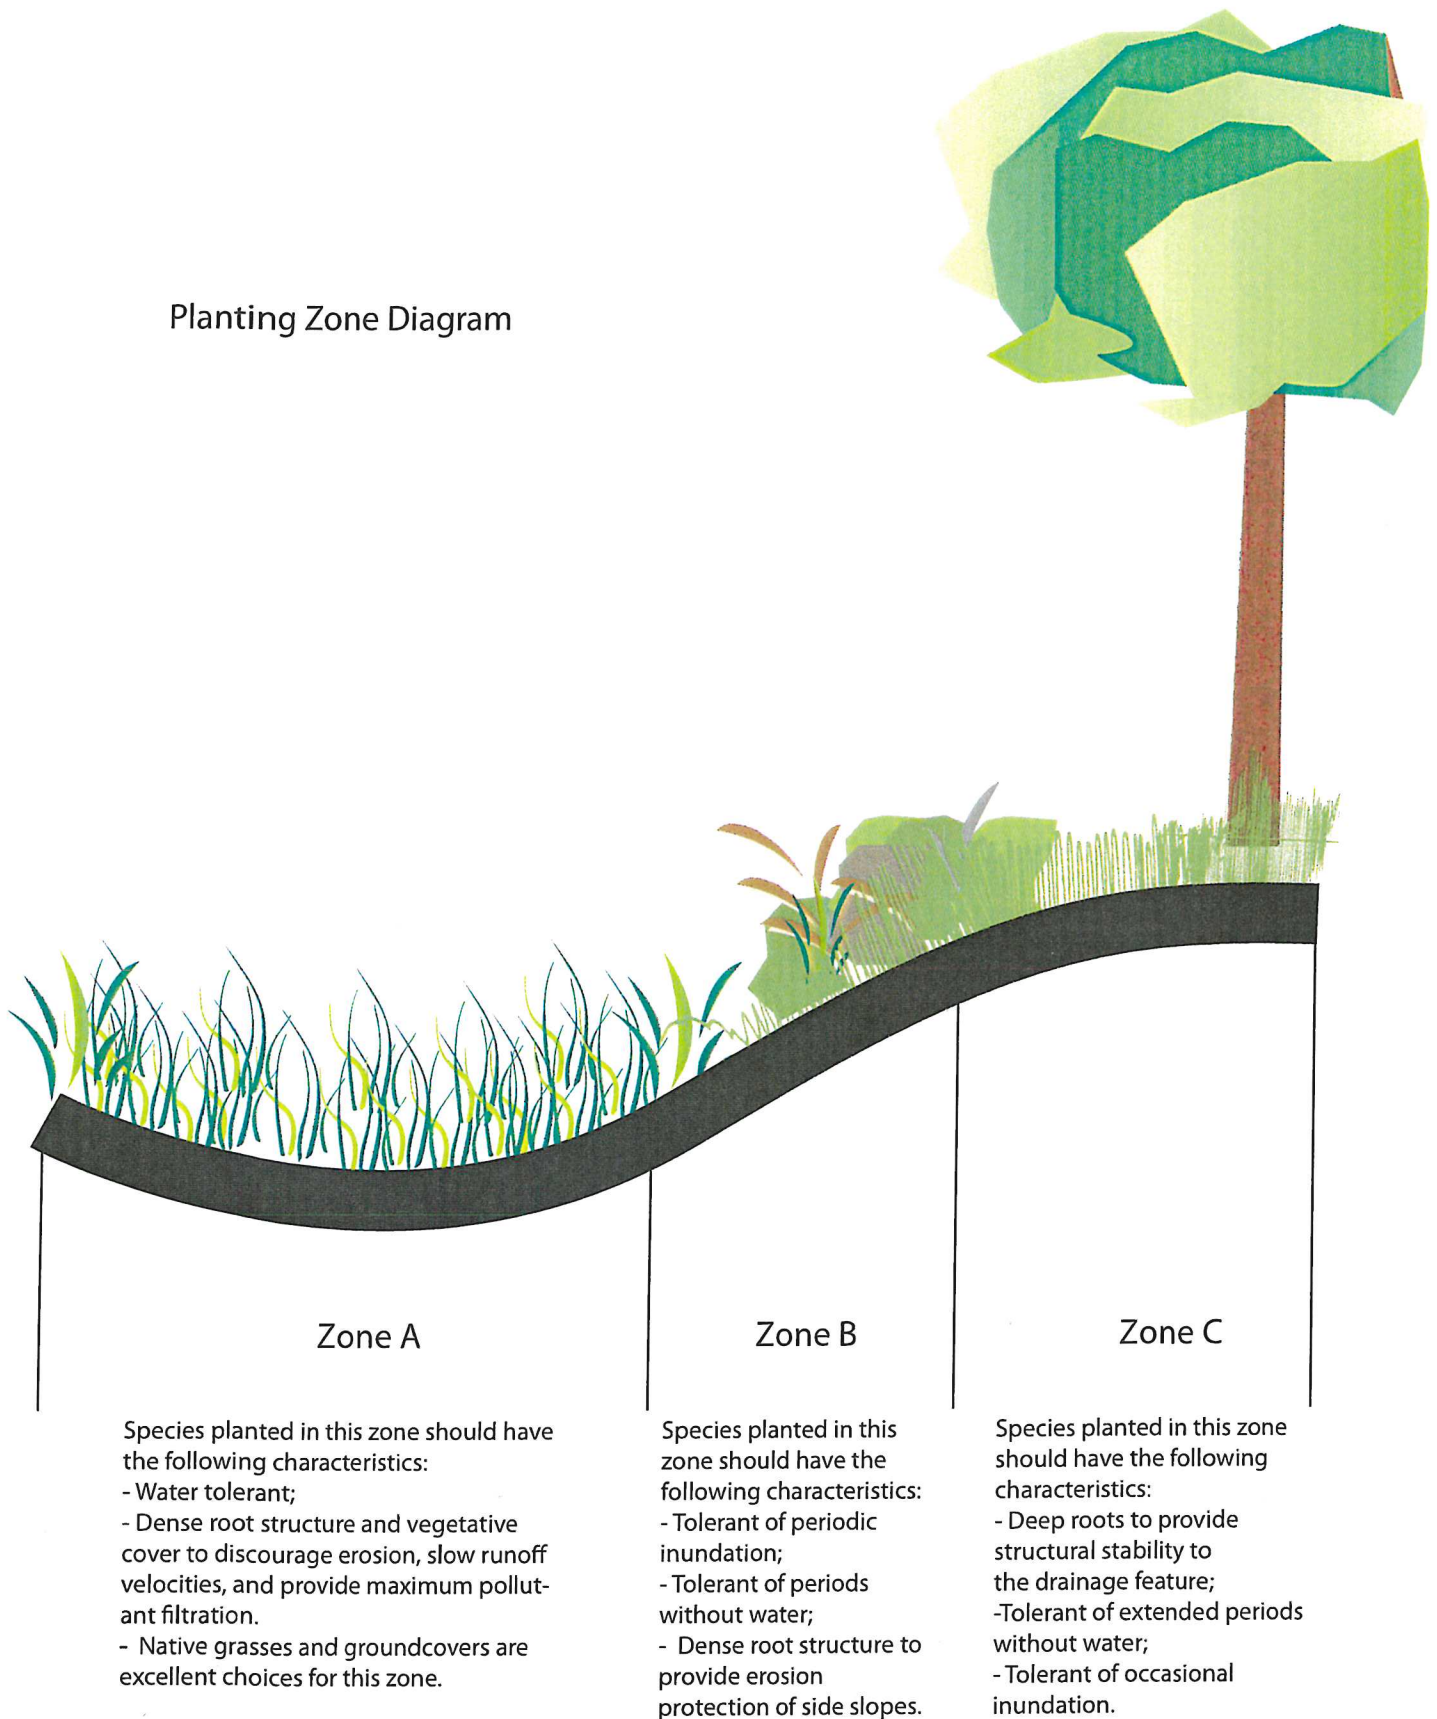 Planting Zone Diagram
Zone A
Species planted in this zone should have
the following characteristics:
- Water tolerant;
- Dense root structure and vegetative
cover to discourage erosion, slow runoff
velocities, and provide maximum pollut-
ant filtration.
- Native grasses and groundcovers are
excellent choices for this zone.
Zone B
Species planted in this
zone should have the
following characteristics:
- Tolerant of periodic
inundation;
- Tolerant of periods
without water;
- Dense root structure to
provide erosion
protection of side slopes.
Zone C
Species planted in this zone
should have the following
characteristics:
- Deep roots to provide
structural stability to
the drainage feature;
-Tolerant of extended periods
without water;
- Tolerant of occasional
inundation.